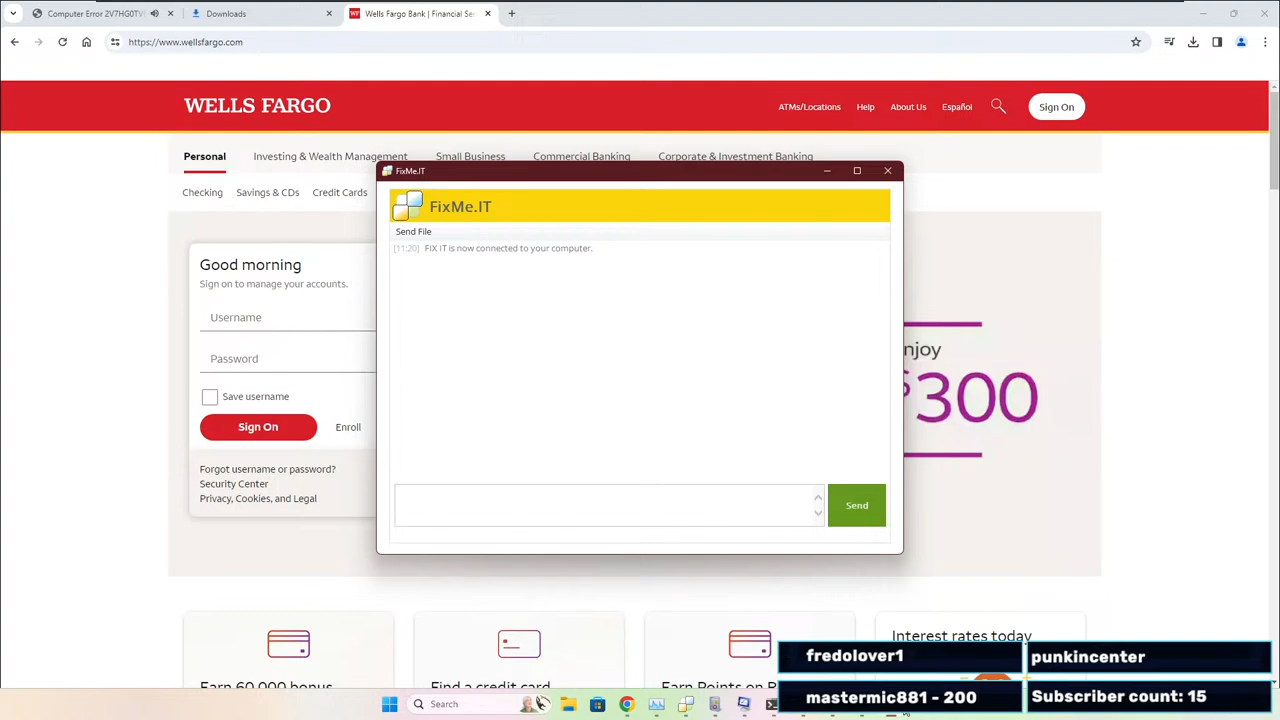 Computer Error 2V7HG0TV
Downloads
Wells Fargo Bank | Financial Se
https://www.wellsfargo.com
WELLS FARGO
ATMs/Locations
Help
About Us
Español
Sign On
Personal
Investing & Wealth Management
Small Business
Commercial Banking
Corporate & Investment Banking
Checking
Savings & CDs
Credit Cards
FixMe.IT
FixMe.IT
Send File
[11:20] FIX IT is now connected to your computer.
Send
Good morning
Sign on to manage your accounts.
Username
Password
Save username
Sign On
Enroll
Forgot username or password?
Security Center
Privacy, Cookies, and Legal
njoy
$300
Interest rates today
Earn 60,000 bonus
Find a credit card
Earn Points on
fredolover1
punkincenter
mastermic881 - 200
Subscriber count: 15
Search